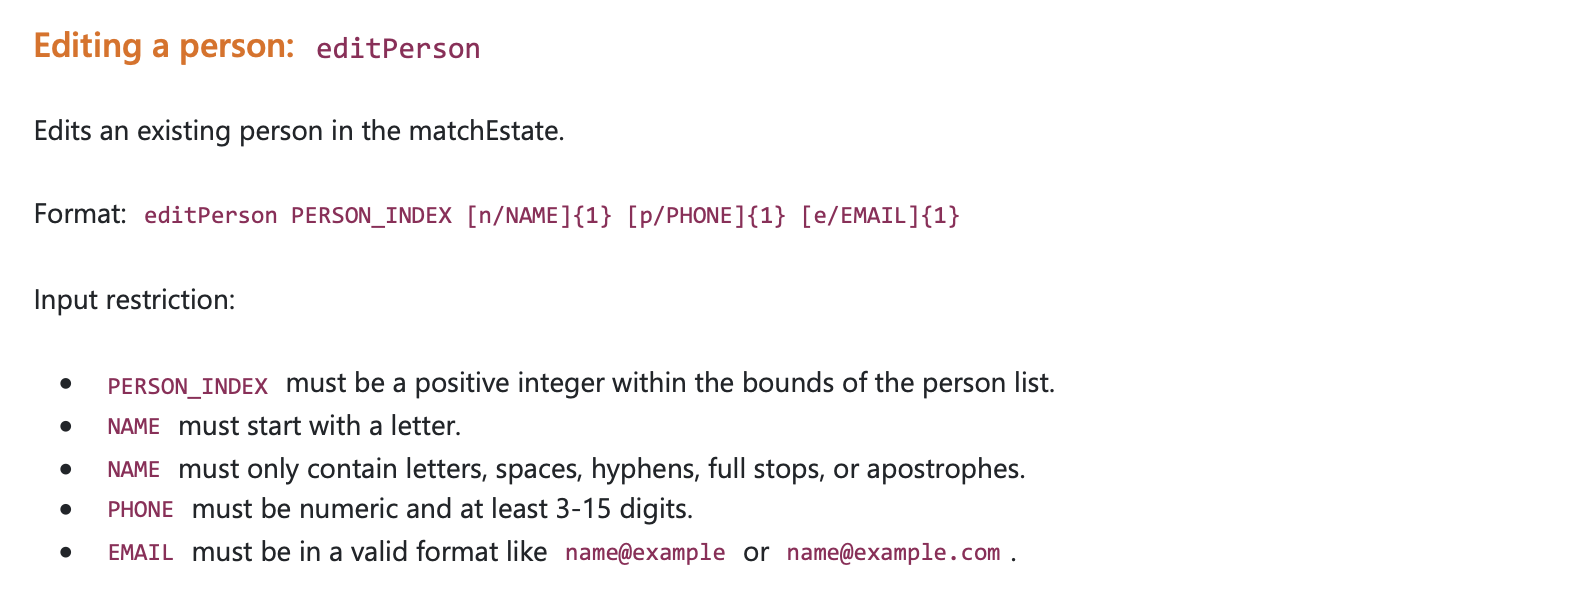 Editing a person: editPerson
Edits an existing person in the matchEstate.
Format: editPerson PERSON_INDEX [n/NAME]{1} [p/PHONE]{1} [e/EMAIL]{1}
Input restriction:
• PERSON_INDEX must be a positive integer within the bounds of the person list.
• NAME must start with a letter.
• NAME must only contain letters, spaces, hyphens, full stops, or apostrophes.
• PHONE must be numeric and at least 3-15 digits.
• EMAIL must be in a valid format like name@example or name@example.com .